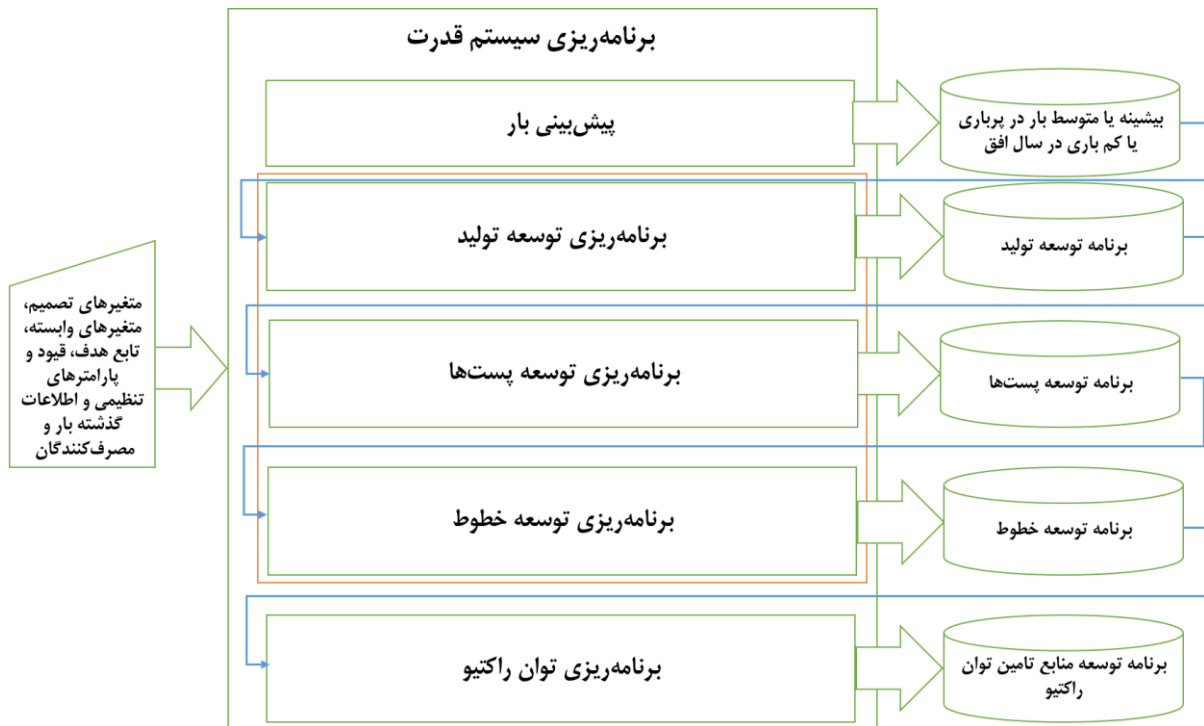 برنامه‌ریزی سیستم قدرت
پیش‌بینی بار
بیشینه یا متوسط بار در پرباری
یا کم باری در سال افق
برنامه‌ریزی توسعه تولید
برنامه توسعه تولید
متغیرهای تصمیم،
متغیرهای وابسته،
تابع هدف، قیود و
پارامترهای
تنظیمی و اطلاعات
گذشته بار و
مصرف‌کنندگان
برنامه‌ریزی توسعه پست‌ها
برنامه توسعه پست‌ها
برنامه‌ریزی توسعه خطوط
برنامه توسعه خطوط
برنامه‌ریزی توان راکتیو
برنامه توسعه منابع تامین توان
راکتیو